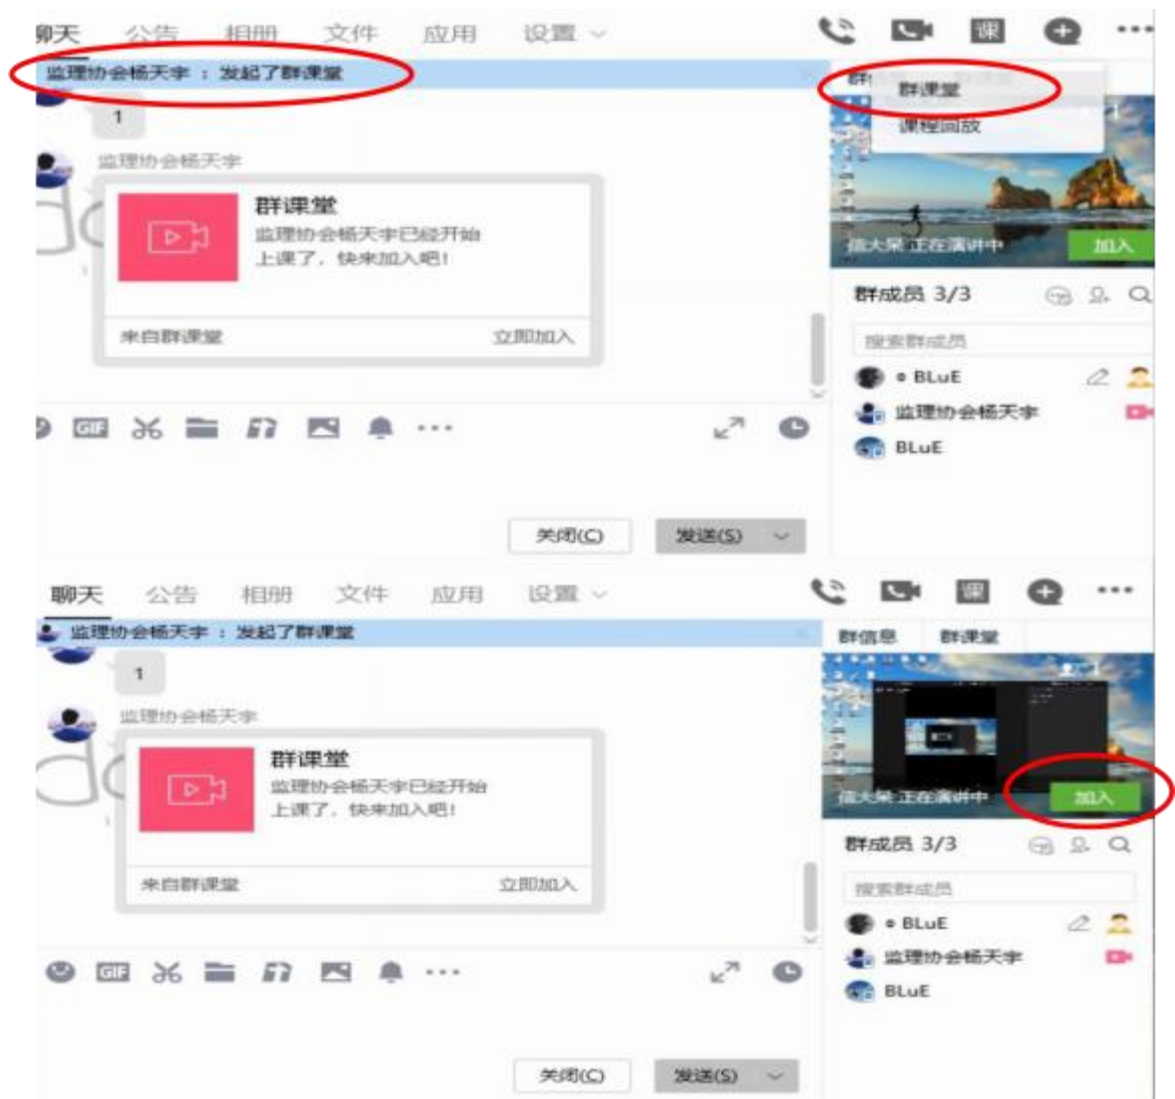 聊天 公告 相册 文件 应用 设置
课
监理协会杨天宇 : 发起了群课堂
群课堂
课程回放
1
监理协会杨天宇
群课堂
监理协会杨天宇已经开始
上课了，快来加入吧!
来自群课堂 立即加入
信大呆 正在演讲中 加入
群成员 3/3
搜索群成员
BLuE
监理协会杨天宇
BLuE
GIF
关闭(C) 发送(S)
聊天 公告 相册 文件 应用 设置
课
监理协会杨天宇 : 发起了群课堂
群信息 群课堂
1
监理协会杨天宇
群课堂
监理协会杨天宇已经开始
上课了，快来加入吧!
来自群课堂 立即加入
信大呆 正在演讲中 加入
群成员 3/3
搜索群成员
BLuE
监理协会杨天宇
BLuE
GIF
关闭(C) 发送(S)